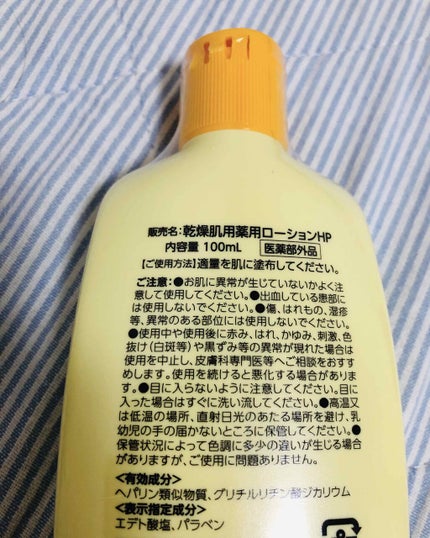 販売名:乾燥肌用薬用ローションHP
内容量 100mL 医薬部外品
【ご使用方法】適量を肌に塗布してください。
ご注意:●お肌に異常が生じていないかよく注
意して使用してください。●出血している患部に
は使用しないでください。●傷、はれもの、湿疹
等、異常のある部位には使用しないでください。
●使用中や使用後に赤み、はれ、かゆみ、刺激、色
抜け(白斑等)や黒ずみ等の異常が現れた場合は
使用を中止し、皮膚科専門医等へご相談をおすす
めします。使用を続けると悪化する場合がありま
す。●目に入らないように注意してください。目に
入った場合はすぐに洗い流してください。●高温又
は低温の場所、直射日光のあたる場所を避け、乳
幼児の手の届かないところに保管してください。●
保管状況によって色調に多少の違いが生じる場合
がありますが、ご使用に問題ありません。
<有効成分>
ヘパリン類似物質、グリチルリチン酸ジカリウム
<表示指定成分>
エデト酸塩、パラベン